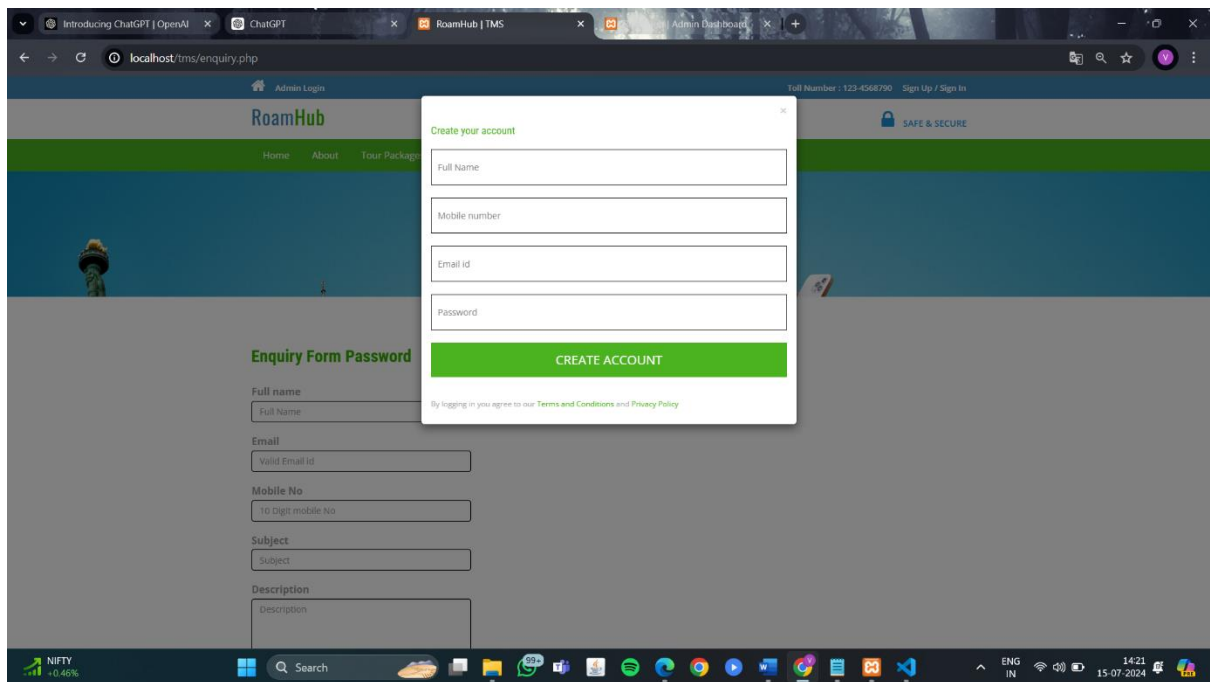 Introducing ChatGPT | OpenAI
ChatGPT
RoamHub | TMS
Admin Dashboard
localhost/tms/enquiry.php
V
Admin Login
Toll Number : 123-4568790 Sign Up / Sign In
RoamHub
SAFE & SECURE
Home About Tour Package
×
Create your account
Full Name
Mobile number
Email id
Password
CREATE ACCOUNT
By logging in you agree to our Terms and Conditions and Privacy Policy
Enquiry Form Password
Full name
Full Name
Email
Valid Email id
Mobile No
10 Digit mobile No
Subject
Subject
Description
Description
NIFTY
+0.46%
Search
99+
ENG
IN
14:21
15-07-2024